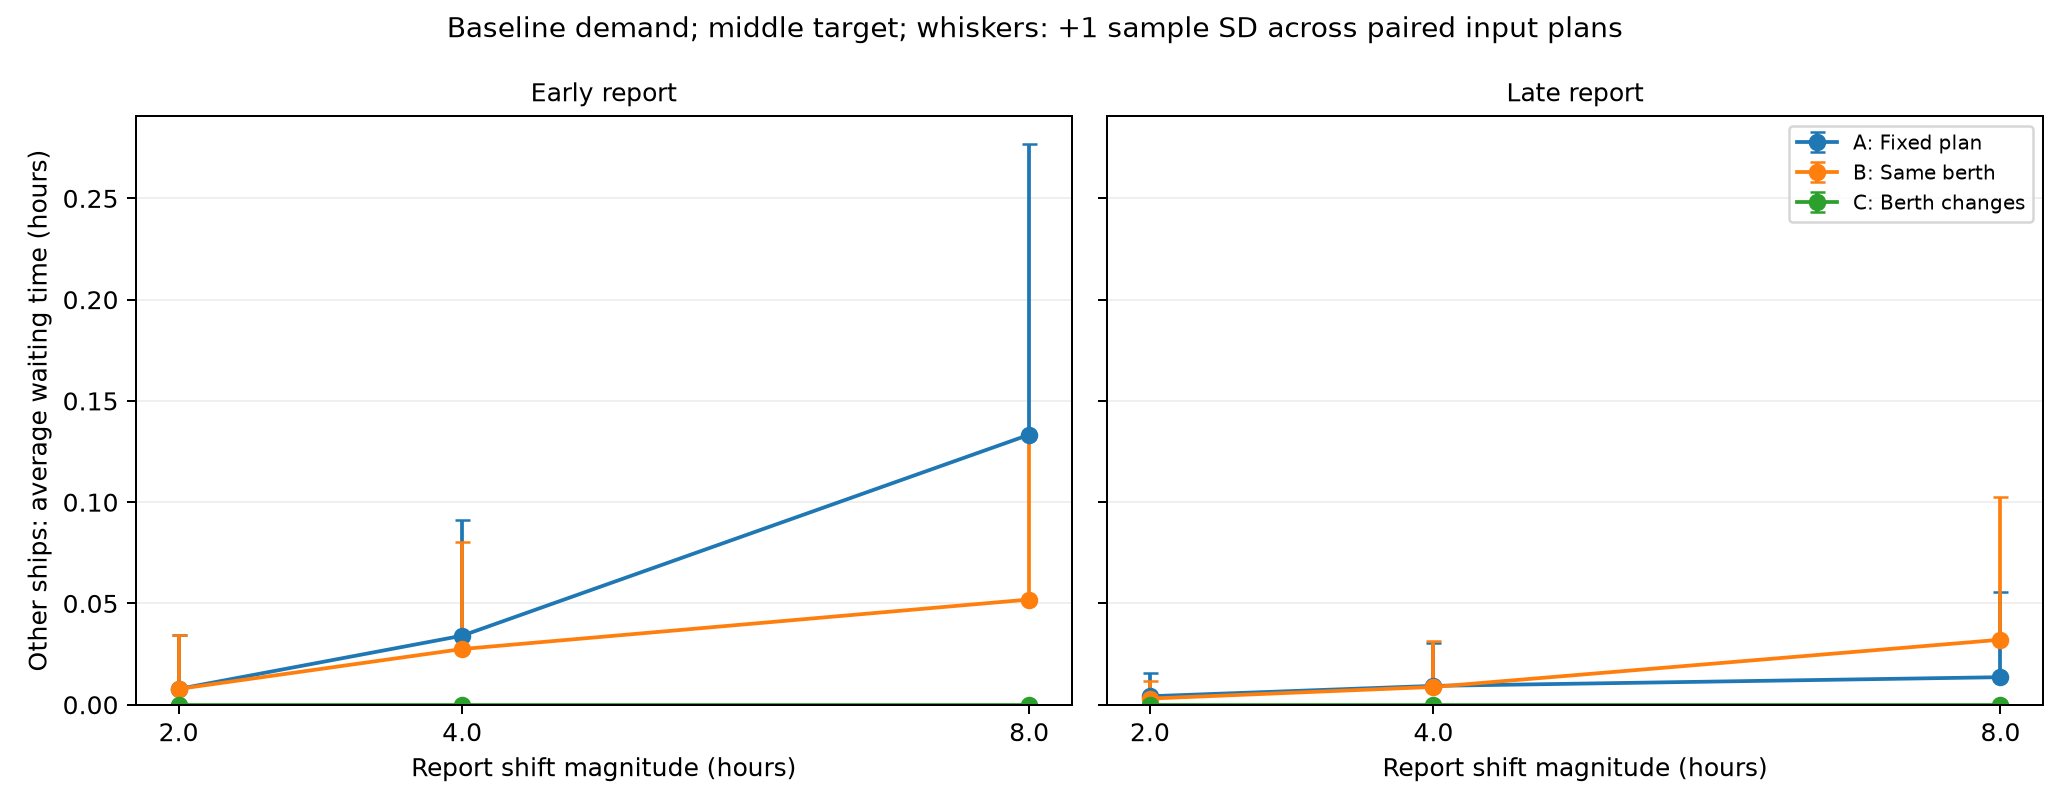 Baseline demand; middle target; whiskers: +1 sample SD across paired input plans
Early report
Other ships: average waiting time (hours)
0.25
0.20
0.15
0.10
0.05
0.00
2.0
4.0
8.0
Report shift magnitude (hours)
Late report
A: Fixed plan
B: Same berth
C: Berth changes
2.0
4.0
8.0
Report shift magnitude (hours)